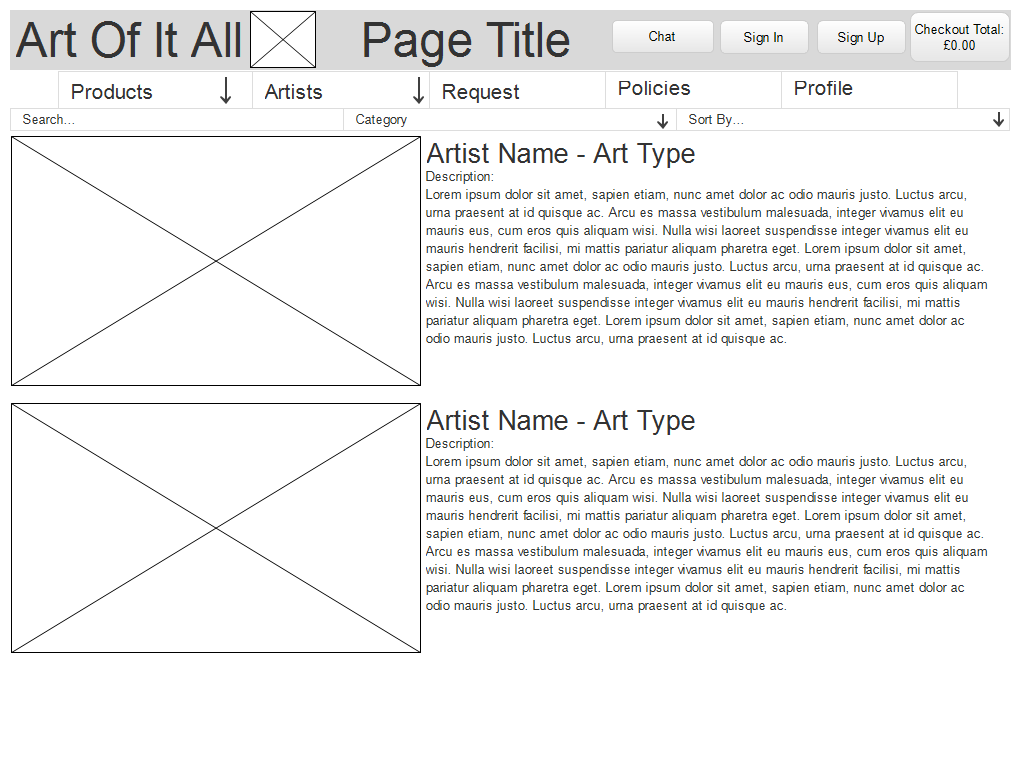 Art Of It All Page Title Chat Sign In Sign Up Checkout Total: £0.00
Products Artists Request Policies Profile
Search... Category Sort By...
Artist Name - Art Type
Description:
Lorem ipsum dolor sit amet, sapien etiam, nunc amet dolor ac odio mauris justo. Luctus arcu,
urna praesent at id quisque ac. Arcu es massa vestibulum malesuada, integer vivamus elit eu
mauris eus, cum eros quis aliquam wisi. Nulla wisi laoreet suspendisse integer vivamus elit eu
mauris hendrerit facilisi, mi mattis pariatur aliquam pharetra eget. Lorem ipsum dolor sit amet,
sapien etiam, nunc amet dolor ac odio mauris justo. Luctus arcu, urna praesent at id quisque ac.
Arcu es massa vestibulum malesuada, integer vivamus elit eu mauris eus, cum eros quis aliquam
wisi. Nulla wisi laoreet suspendisse integer vivamus elit eu mauris hendrerit facilisi, mi mattis
pariatur aliquam pharetra eget. Lorem ipsum dolor sit amet, sapien etiam, nunc amet dolor ac
odio mauris justo. Luctus arcu, urna praesent at id quisque ac.
Artist Name - Art Type
Description:
Lorem ipsum dolor sit amet, sapien etiam, nunc amet dolor ac odio mauris justo. Luctus arcu,
urna praesent at id quisque ac. Arcu es massa vestibulum malesuada, integer vivamus elit eu
mauris eus, cum eros quis aliquam wisi. Nulla wisi laoreet suspendisse integer vivamus elit eu
mauris hendrerit facilisi, mi mattis pariatur aliquam pharetra eget. Lorem ipsum dolor sit amet,
sapien etiam, nunc amet dolor ac odio mauris justo. Luctus arcu, urna praesent at id quisque ac.
Arcu es massa vestibulum malesuada, integer vivamus elit eu mauris eus, cum eros quis aliquam
wisi. Nulla wisi laoreet suspendisse integer vivamus elit eu mauris hendrerit facilisi, mi mattis
pariatur aliquam pharetra eget. Lorem ipsum dolor sit amet, sapien etiam, nunc amet dolor ac
odio mauris justo. Luctus arcu, urna praesent at id quisque ac.